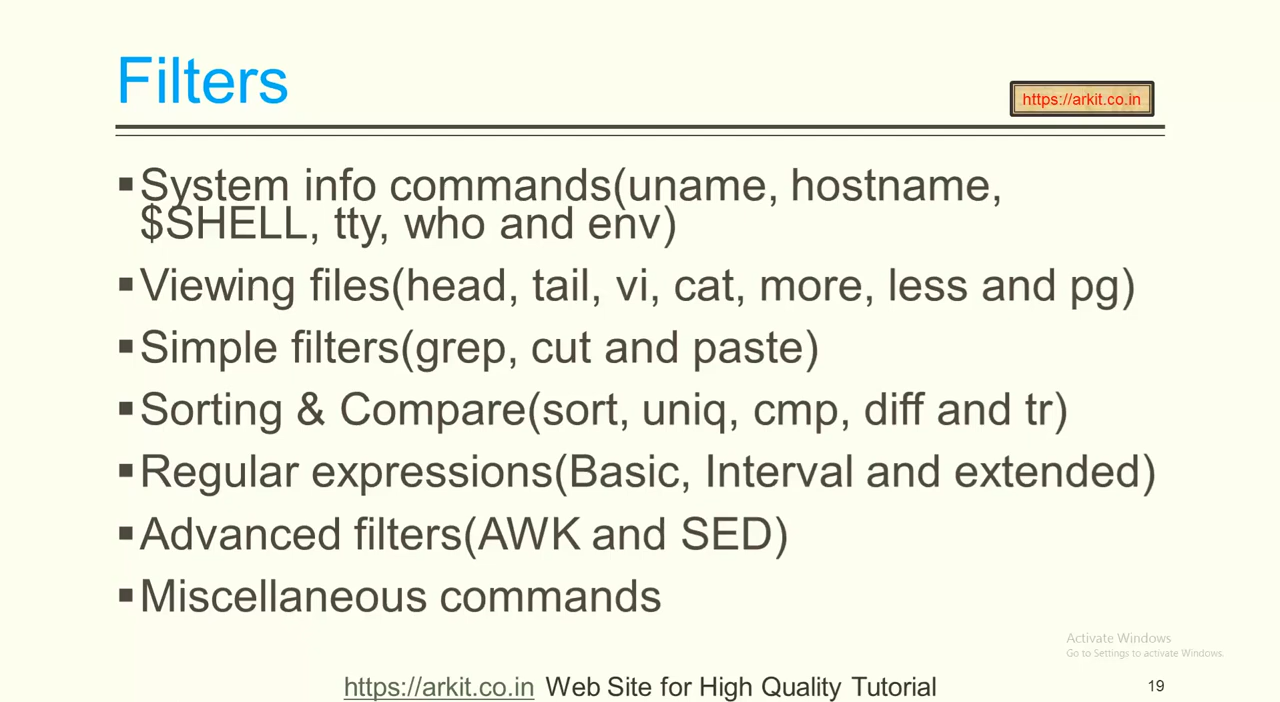 Filters
https://arkit.co.in
▪System info commands(uname, hostname,
$SHELL, tty, who and env)
▪Viewing files(head, tail, vi, cat, more, less and pg)
▪Simple filters(grep, cut and paste)
▪Sorting & Compare(sort, uniq, cmp, diff and tr)
▪Regular expressions(Basic, Interval and extended)
▪Advanced filters(AWK and SED)
▪Miscellaneous commands
Activate Windows
Go to Settings to activate Windows.
https://arkit.co.in Web Site for High Quality Tutorial
19